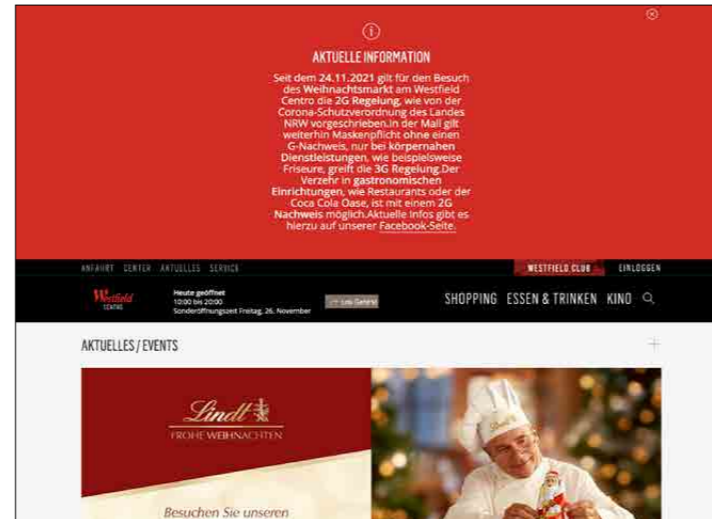 AKTUELLE INFORMATION
Seit dem 24.11.2021 gilt für den Besuch
des Weihnachtsmarkt am Westfield
Centro die 2G Regelung, wie von der
Corona-Schutzverordnung des Landes
NRW vorgeschrieben.In der Mall gilt
weiterhin Maskenpflicht ohne einen
G-Nachweis, nur bei körpernahen
Dienstleistungen, wie beispielsweise
Friseure, greift die 3G Regelung.Der
Verzehr in gastronomischen
Einrichtungen, wie Restaurants oder der
Coca Cola Oase, ist mit einem 2G
Nachweis möglich.Aktuelle Infos gibt es
hierzu auf unserer Facebook-Seite.
ANFAHRT CENTER AKTUELLES SERVICE WESTFIELD CLUB EINLOGGEN
Westfield
CENTRO
Heute geöffnet
10:00 bis 20:00
Sonderöffnungszeit Freitag, 26. November
SHOPPING ESSEN & TRINKEN KINO
AKTUELLES / EVENTS
Lindt
FROHE WEIHNACHTEN
Besuchen Sie unseren